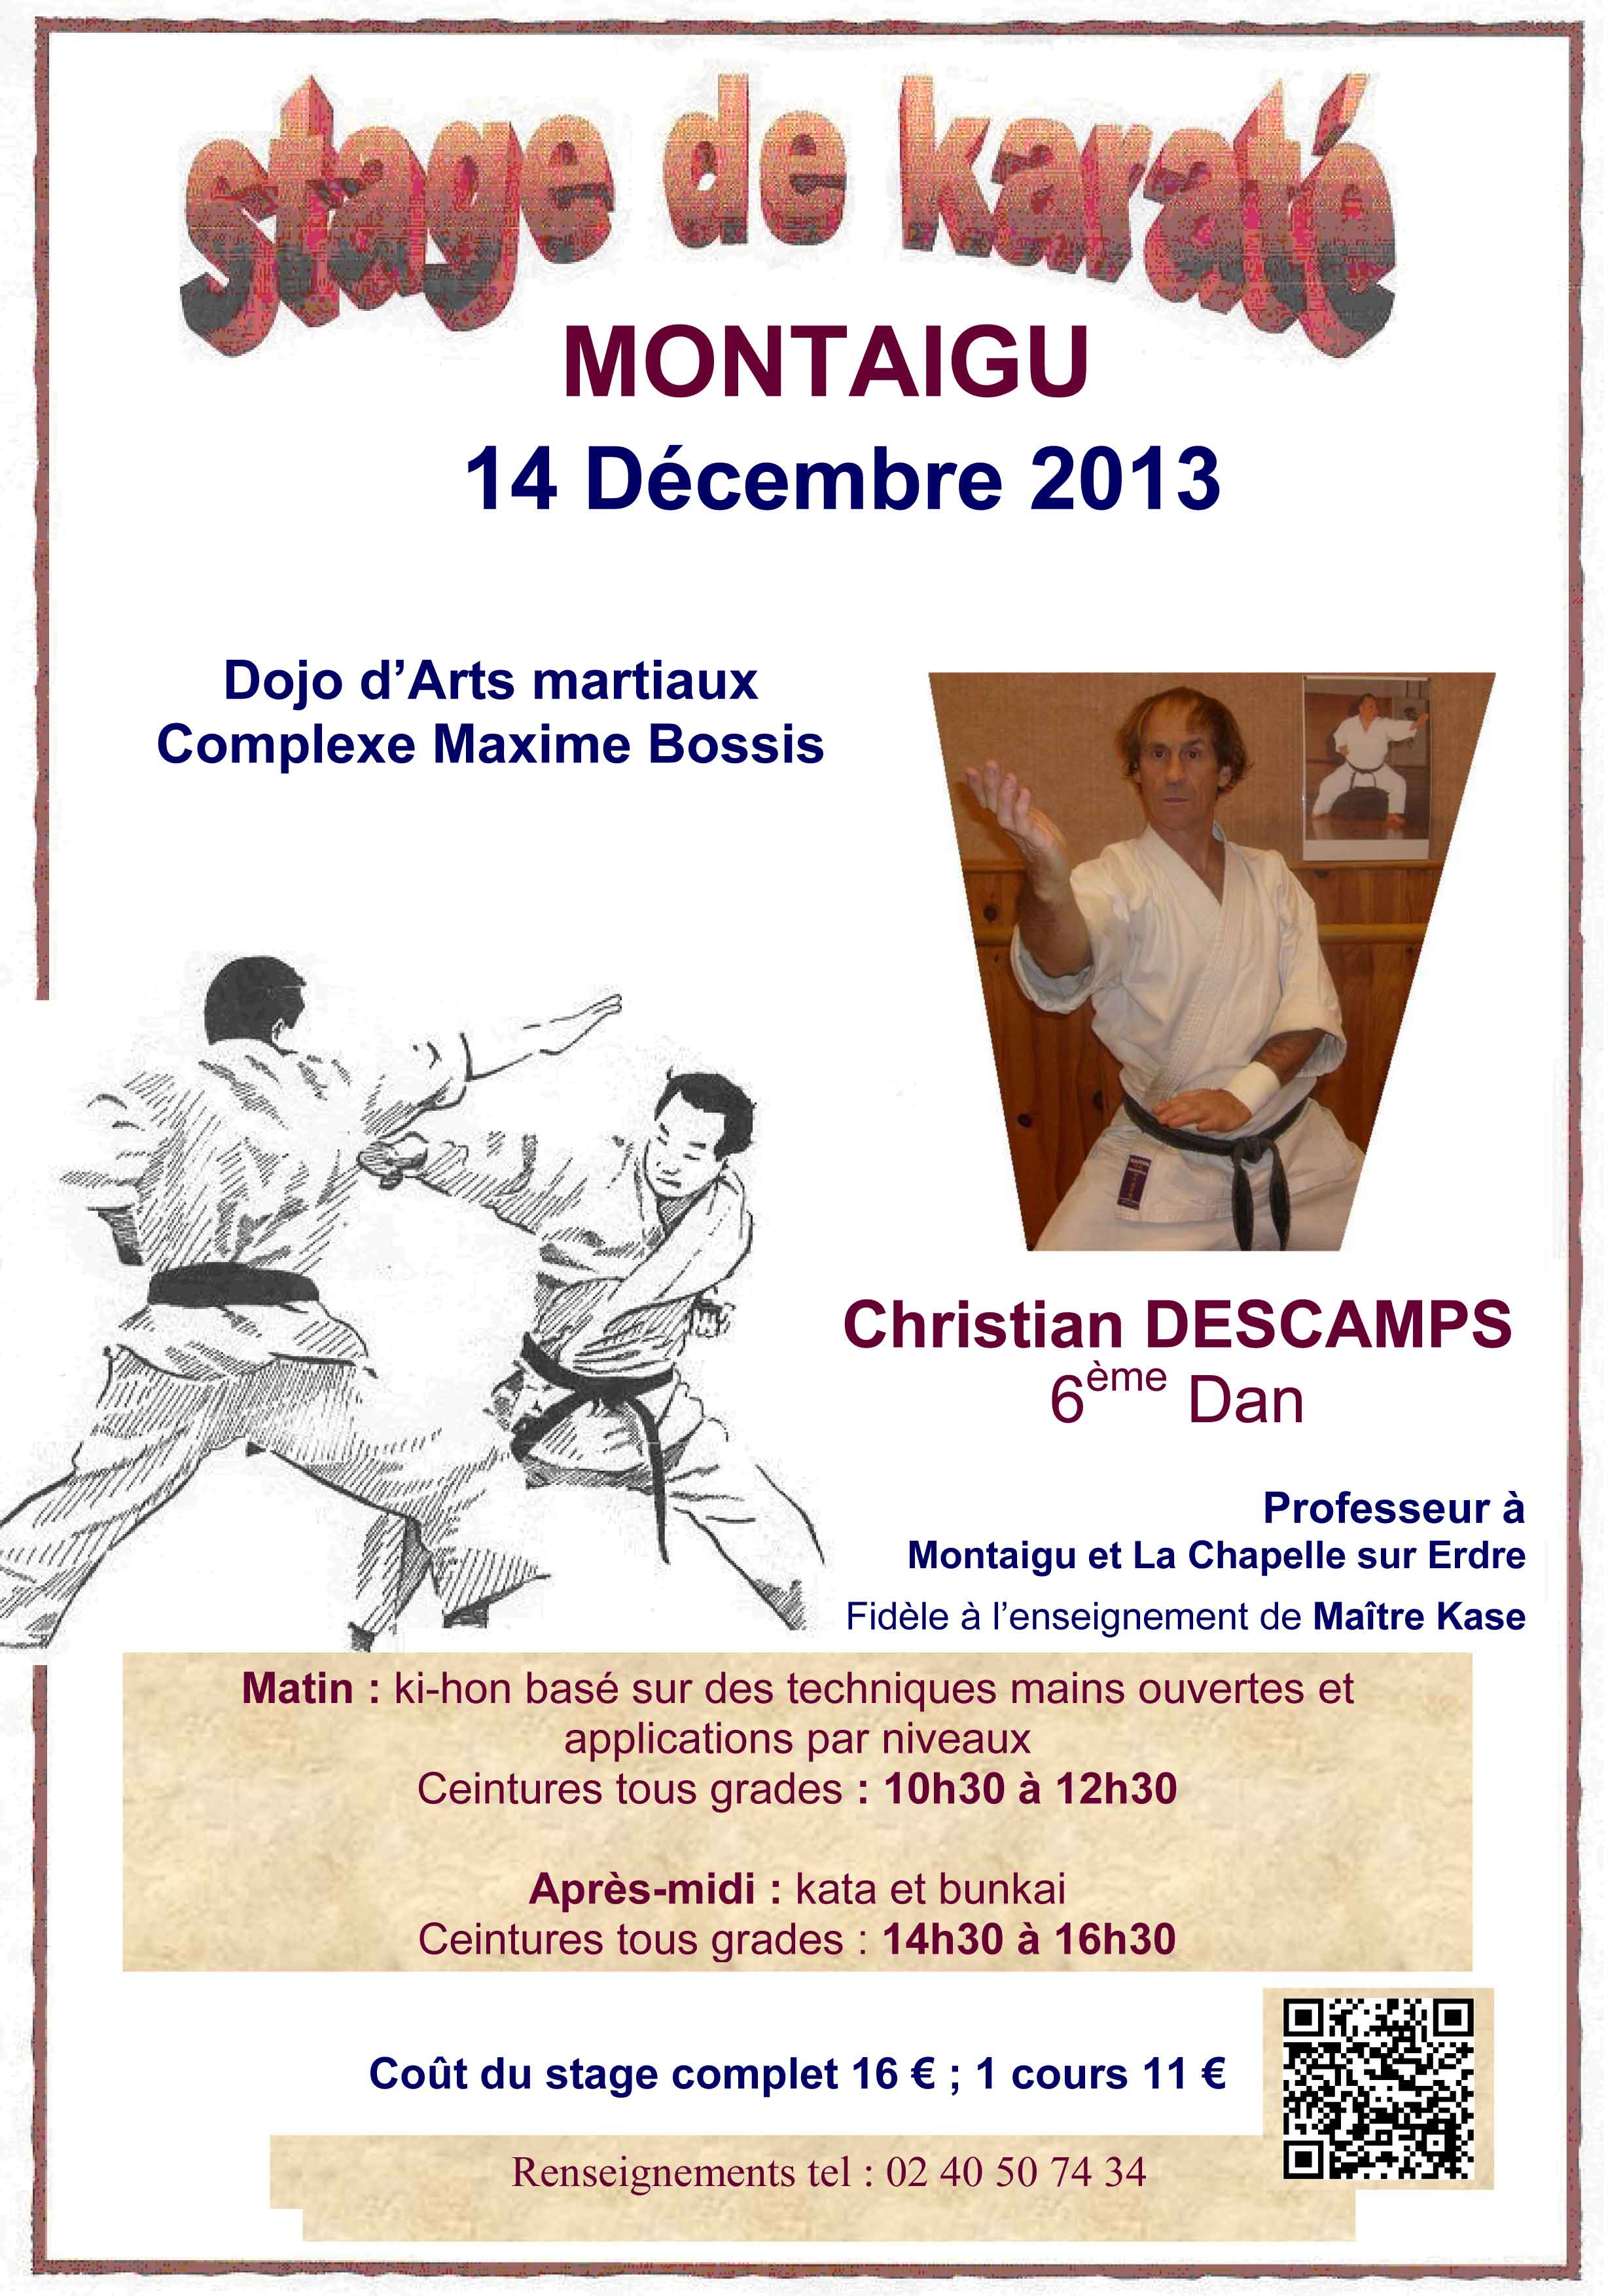 stage de karaté
MONTAIGU
14 Décembre 2013
Dojo d’Arts martiaux
Complexe Maxime Bossis
Christian DESCAMPS
6ème Dan
Professeur à
Montaigu et La Chapelle sur Erdre
Fidèle à l’enseignement de Maître Kase
Matin : ki-hon basé sur des techniques mains ouvertes et
applications par niveaux
Ceintures tous grades : 10h30 à 12h30
Après-midi : kata et bunkai
Ceintures tous grades : 14h30 à 16h30
Coût du stage complet 16 € ; 1 cours 11 €
Renseignements tel : 02 40 50 74 34